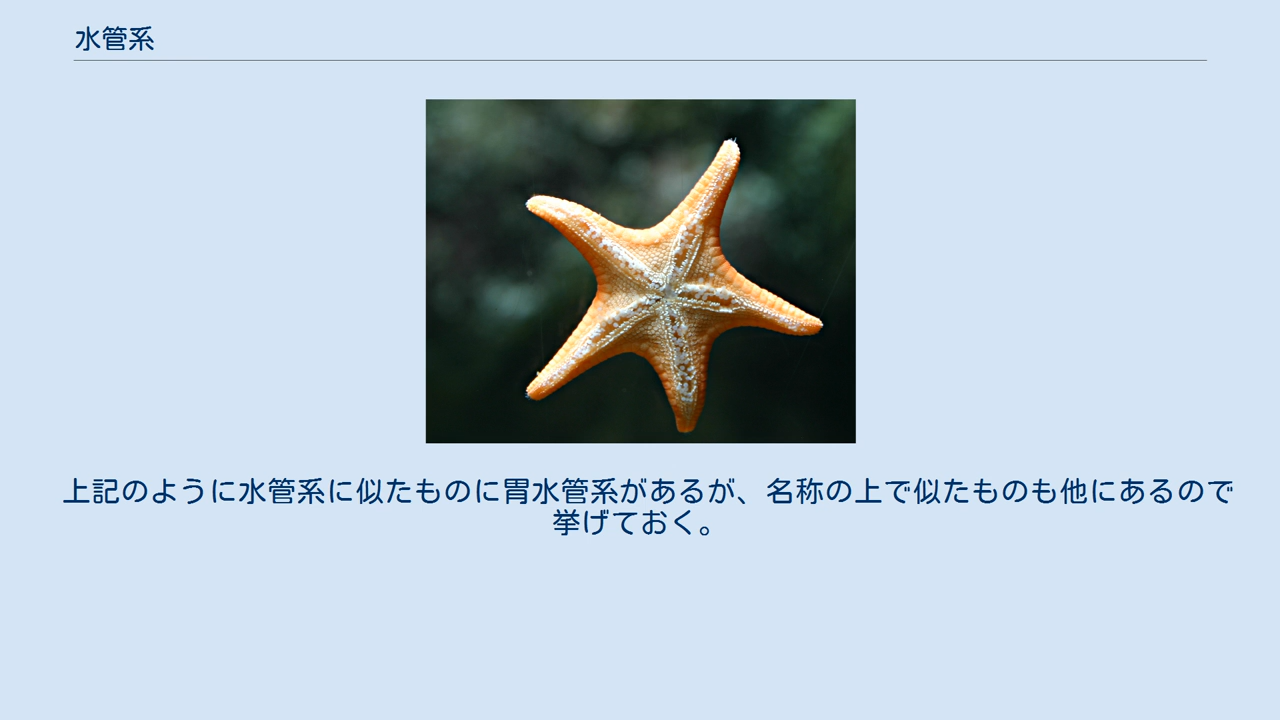 水管系
上記のように水管系に似たものに胃水管系があるが、名称の上で似たものも他にあるので
挙げておく。